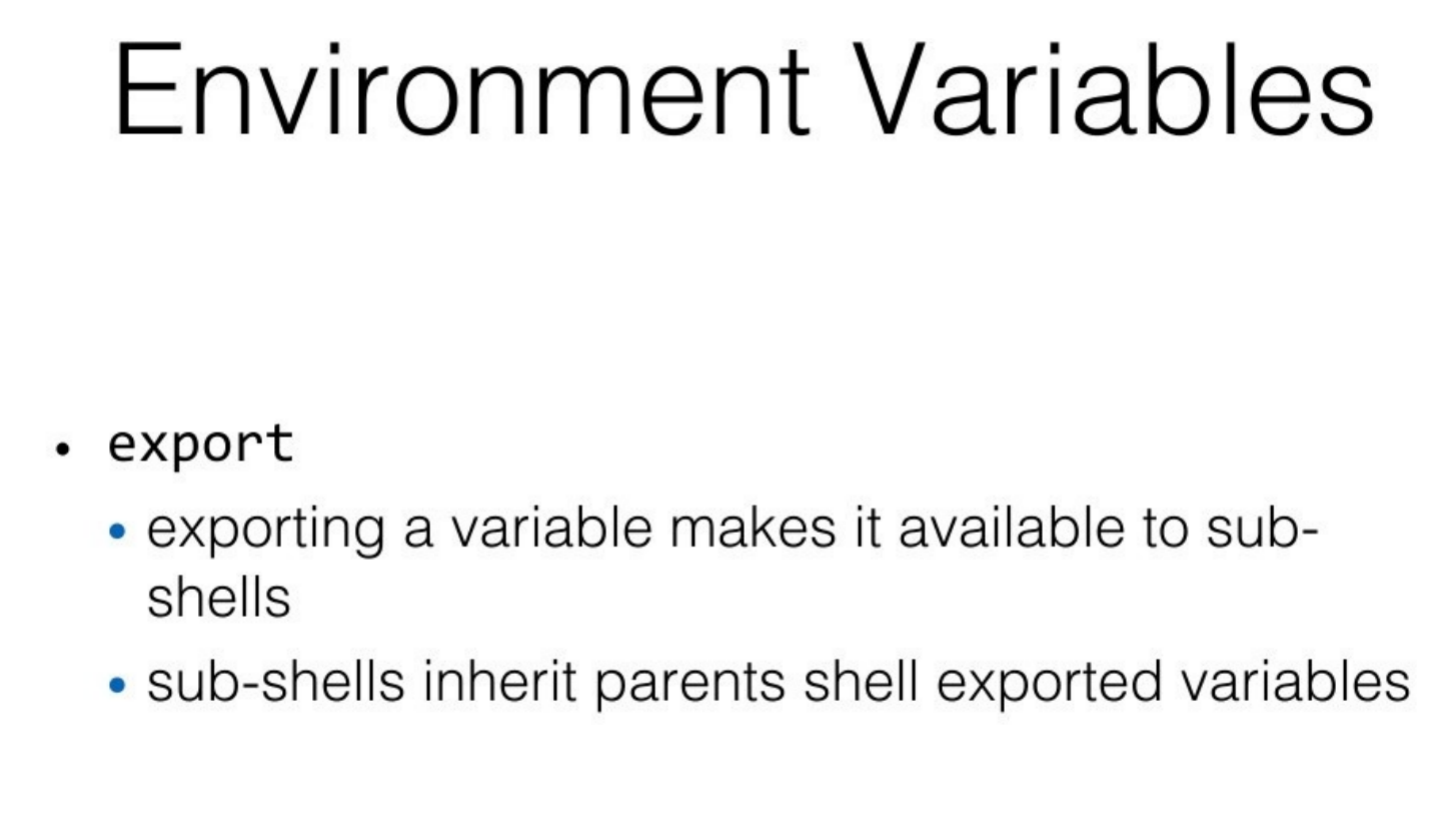 Environment Variables
• export
• exporting a variable makes it available to sub-
shells
• sub-shells inherit parents shell exported variables